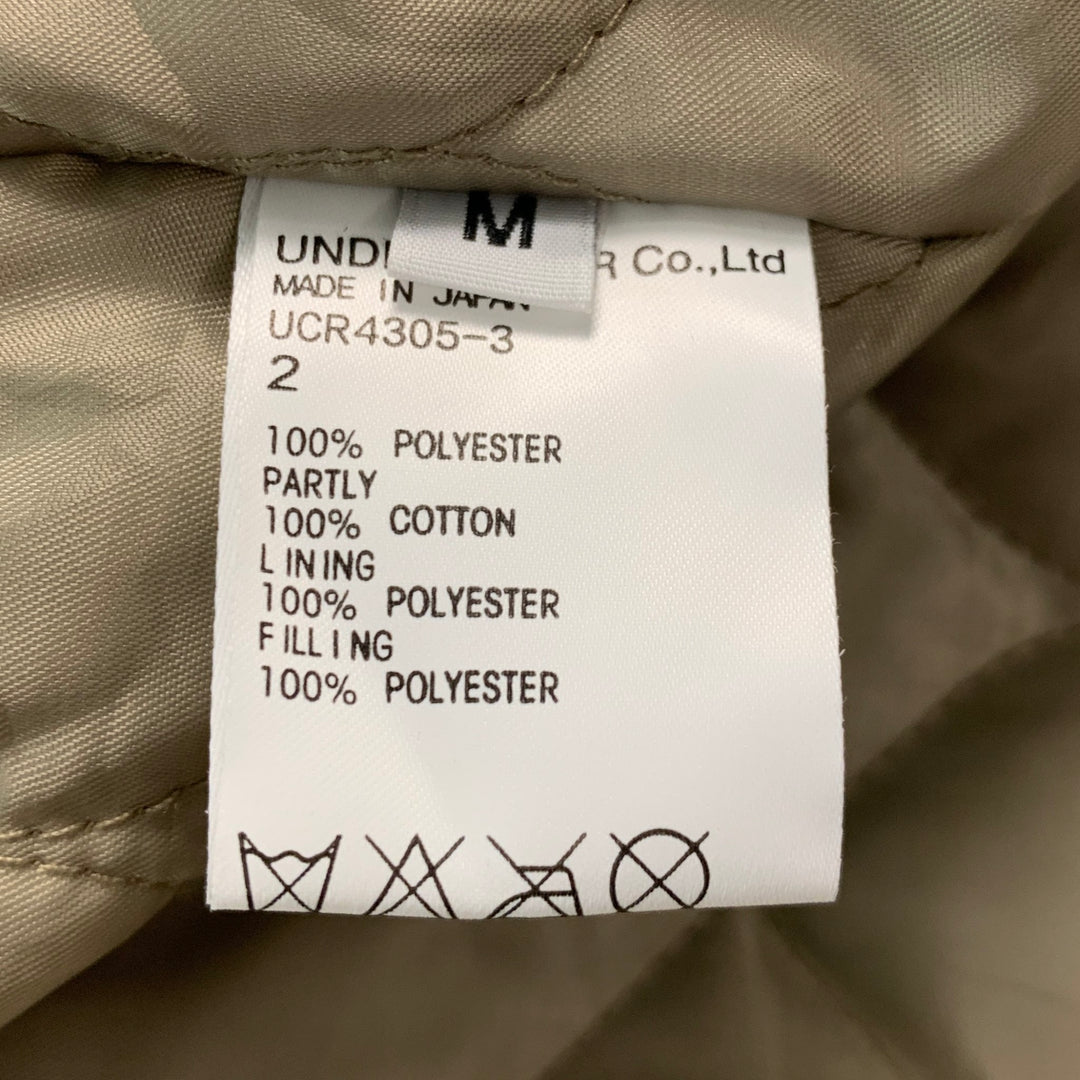 M
Co.,Ltd
MADE IN JAPAN
UCR4305-3
2
100% POLYESTER
PARTLY
100% COTTON
LINING
100% POLYESTER
FILLING
100% POLYESTER